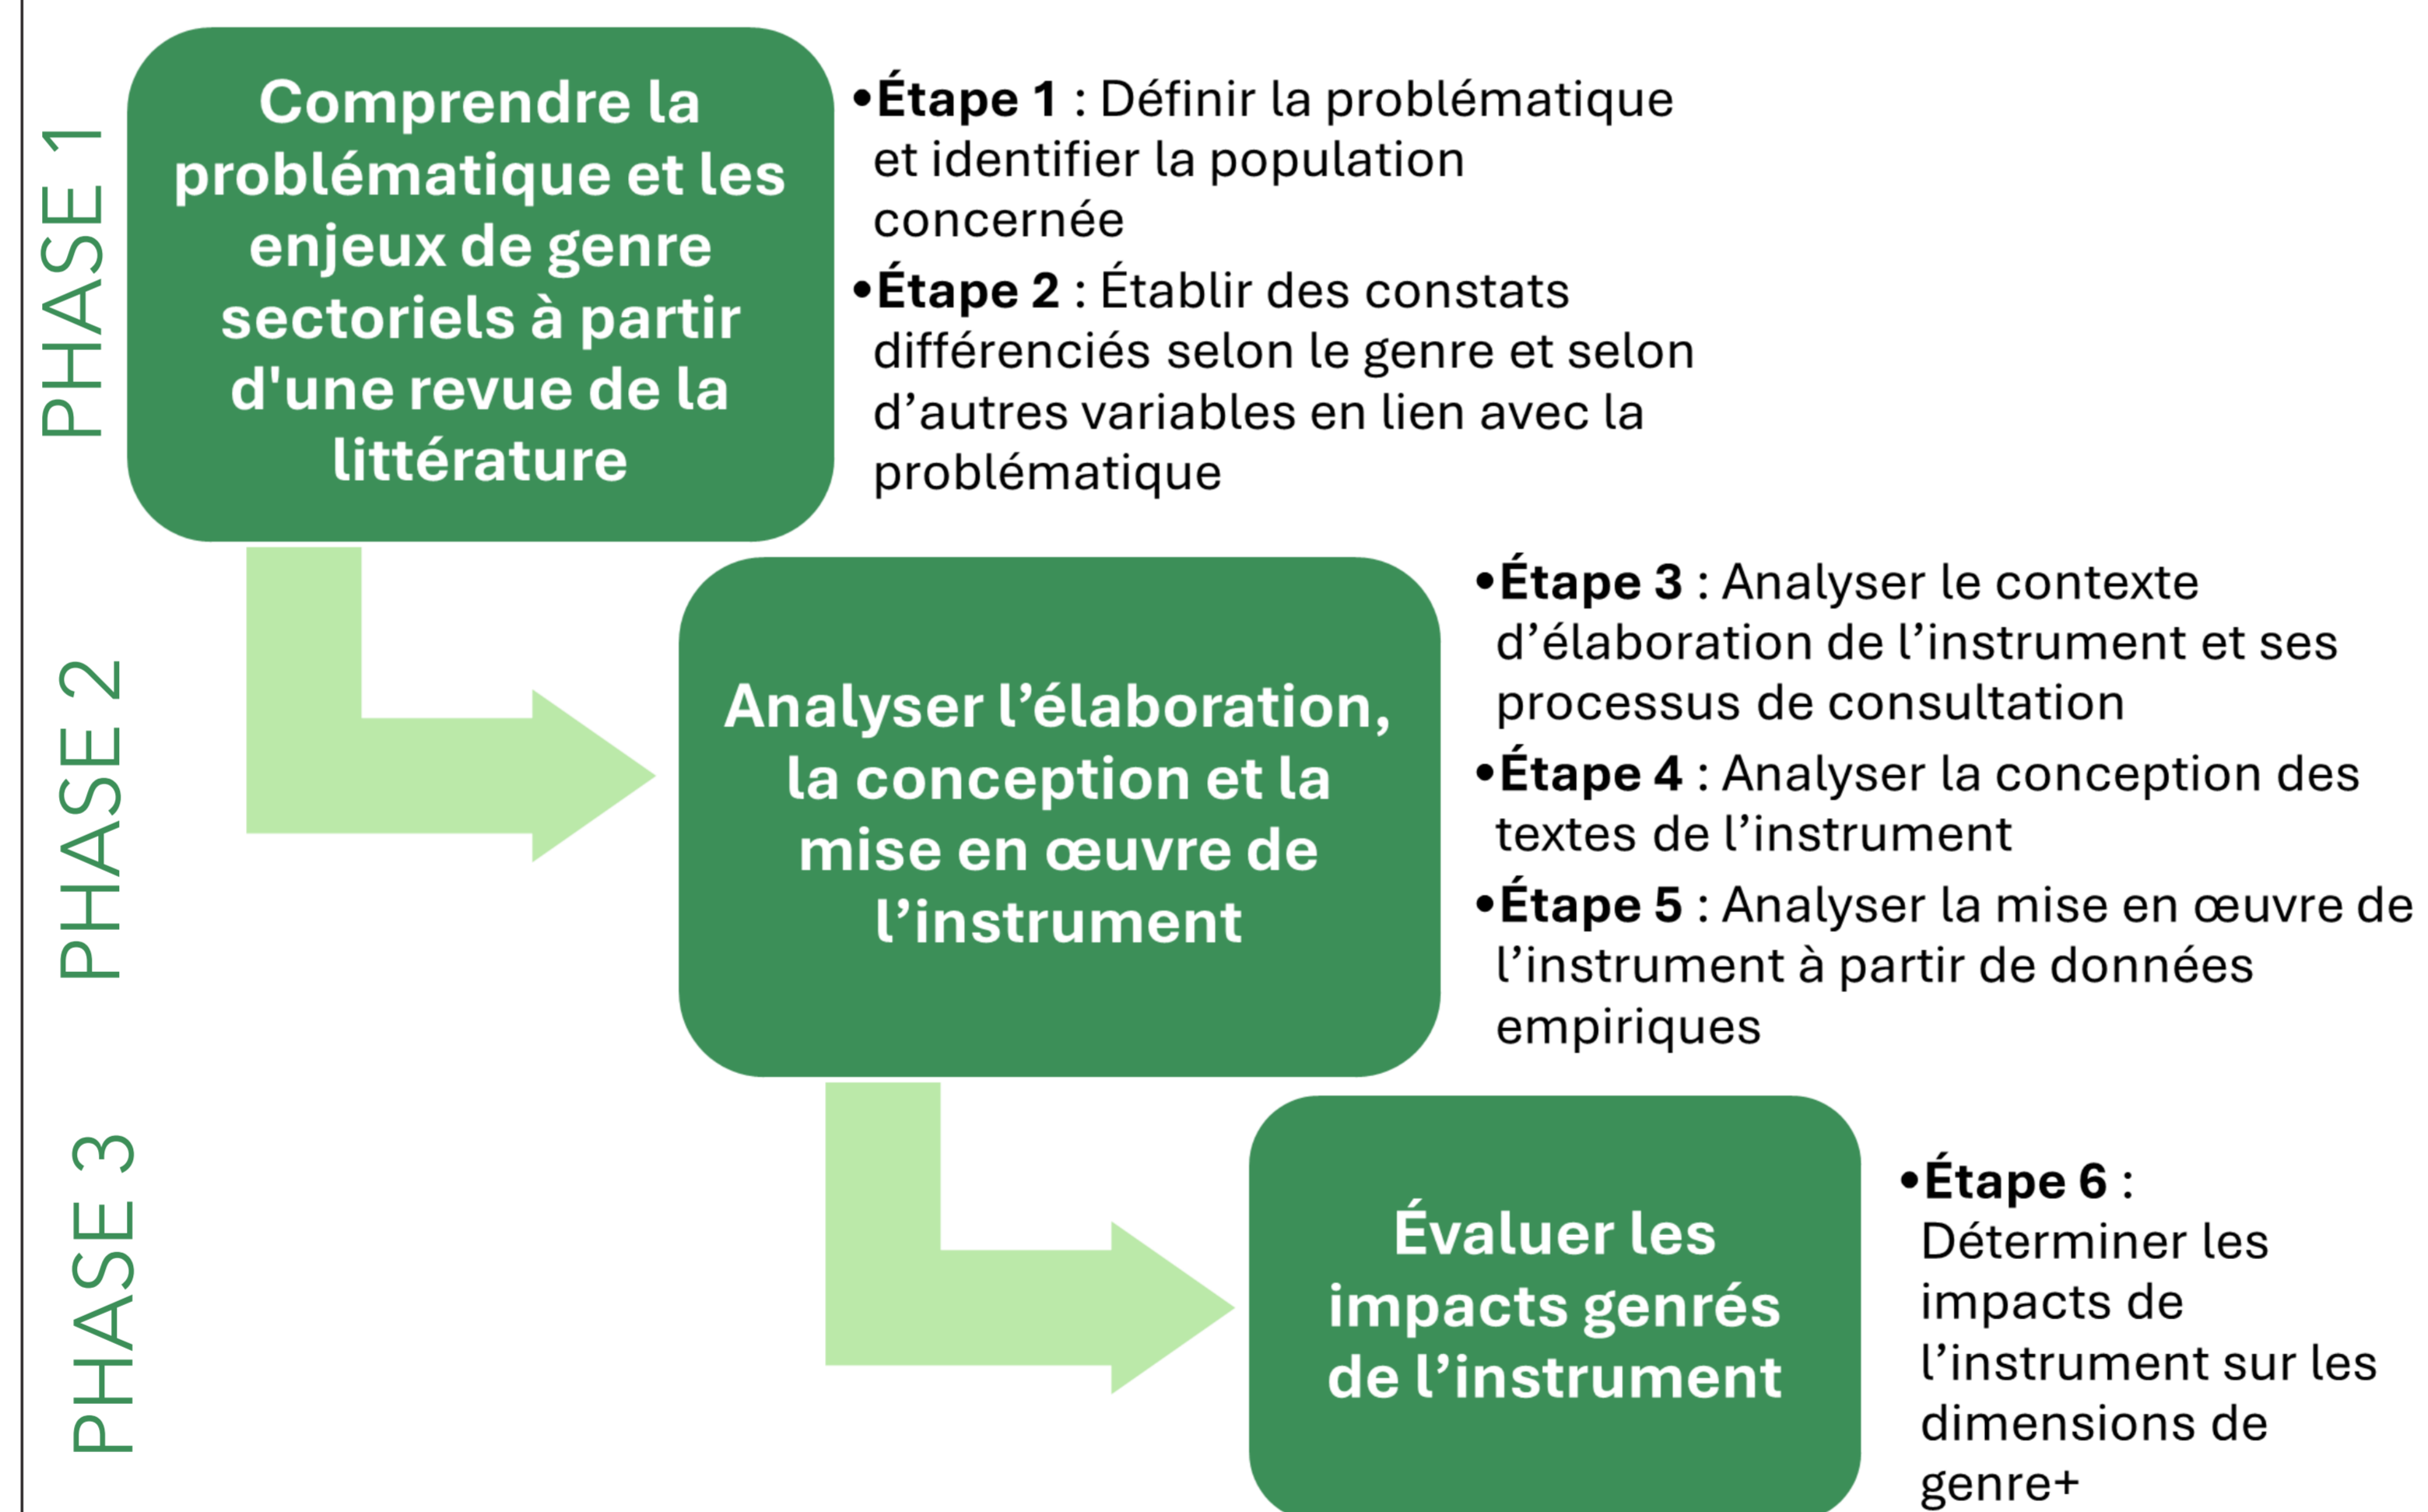 PHASE 1
Comprendre la
problématique et les
enjeux de genre
sectoriels à partir
d'une revue de la
littérature
•Étape 1 : Définir la problématique
et identifier la population
concernée
•Étape 2 : Établir des constats
différenciés selon le genre et selon
d’autres variables en lien avec la
problématique
PHASE 2
Analyser l’élaboration,
la conception et la
mise en œuvre de
l’instrument
•Étape 3 : Analyser le contexte
d’élaboration de l’instrument et ses
processus de consultation
•Étape 4 : Analyser la conception des
textes de l’instrument
•Étape 5 : Analyser la mise en œuvre de
l’instrument à partir de données
empiriques
PHASE 3
Évaluer les
impacts genrés
de l’instrument
•Étape 6 :
Déterminer les
impacts de
l’instrument sur les
dimensions de
genre+